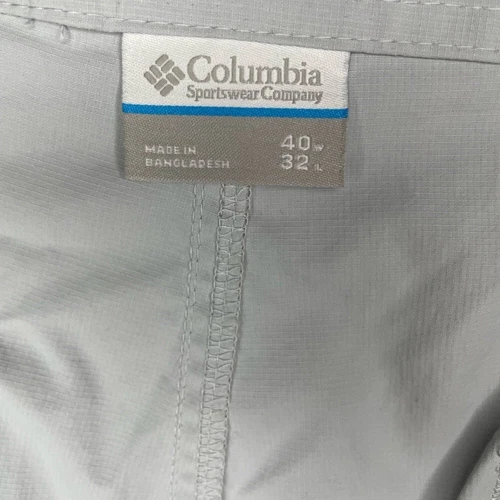 Columbia
Sportswear Company
MADE IN
BANGLADESH
40 W
32 L